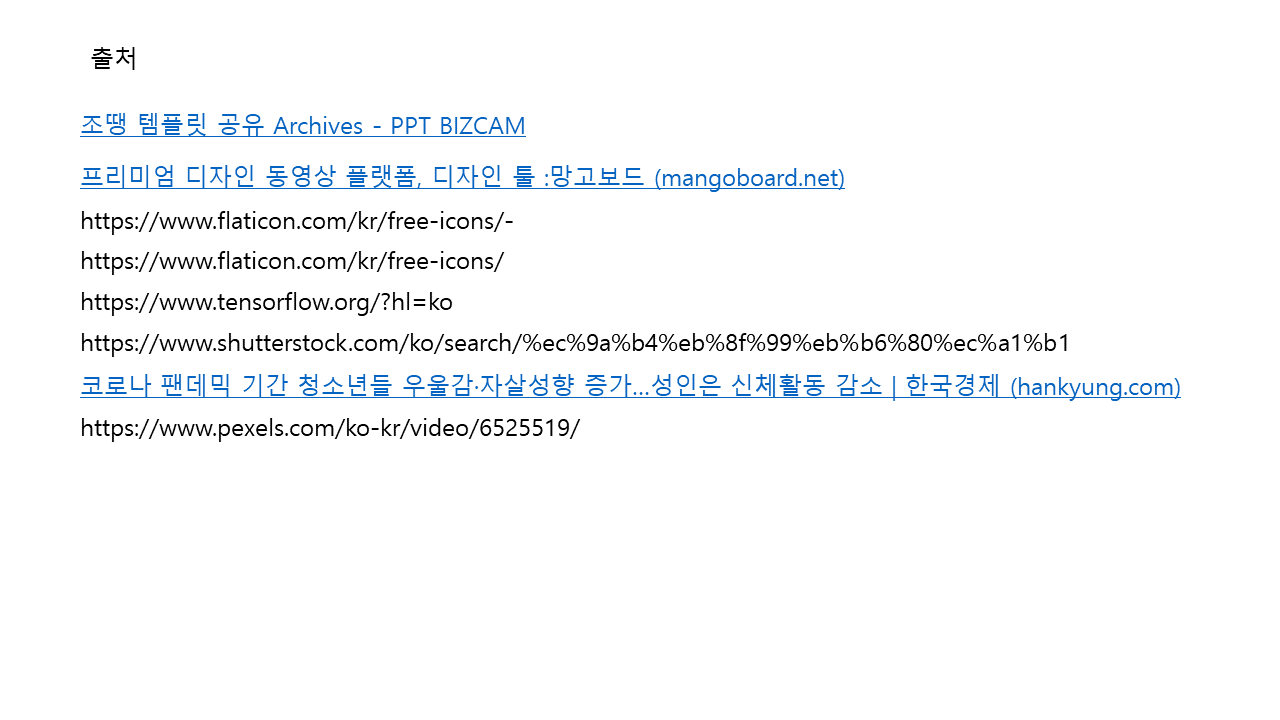 출처
조땡 템플릿 공유 Archives - PPT BIZCAM
프리미엄 디자인 동영상 플랫폼, 디자인 툴 :망고보드 (mangoboard.net)
https://www.flaticon.com/kr/free-icons/-
https://www.flaticon.com/kr/free-icons/
https://www.tensorflow.org/?hl=ko
https://www.shutterstock.com/ko/search/%ec%9a%b4%eb%8f%99%eb%b6%80%ec%a1%b1
코로나 팬데믹 기간 청소년들 우울감·자살성향 증가…성인은 신체활동 감소 | 한국경제 (hankyung.com)
https://www.pexels.com/ko-kr/video/6525519/